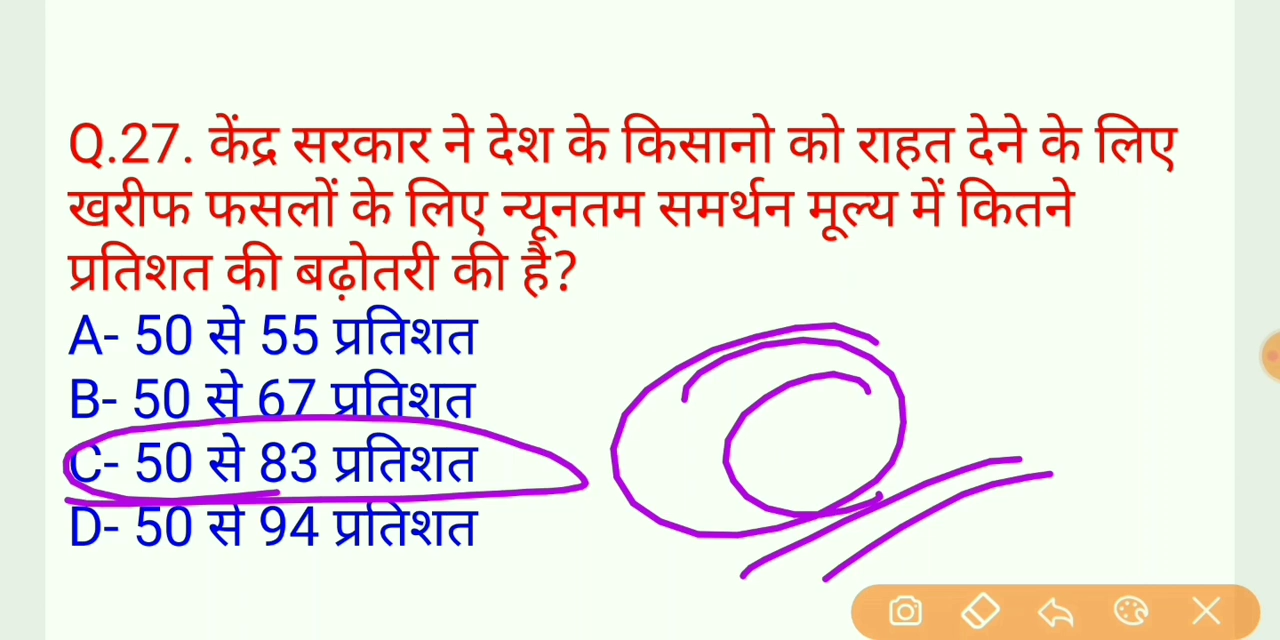 Q.27. केंद्र सरकार ने देश के किसानो को राहत देने के लिए
खरीफ फसलों के लिए न्यूनतम समर्थन मूल्य में कितने
प्रतिशत की बढ़ोतरी की है?
A- 50 से 55 प्रतिशत
B- 50 से 67 प्रतिशत
C- 50 से 83 प्रतिशत
D- 50 से 94 प्रतिशत